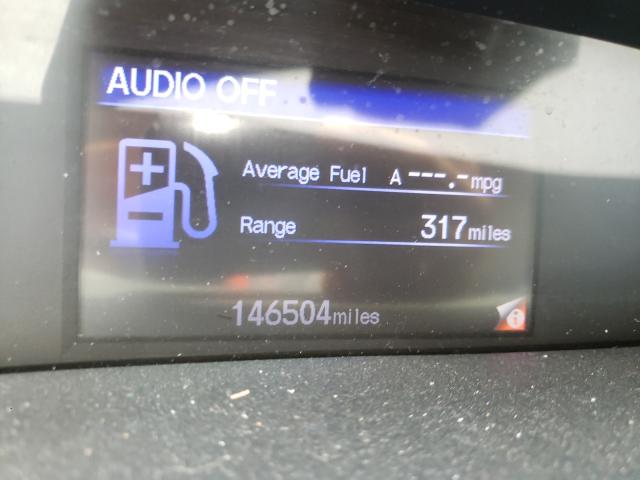 AUDIO OFF
Average Fuel A ---.- mpg
Range 317 miles
146504 miles
i